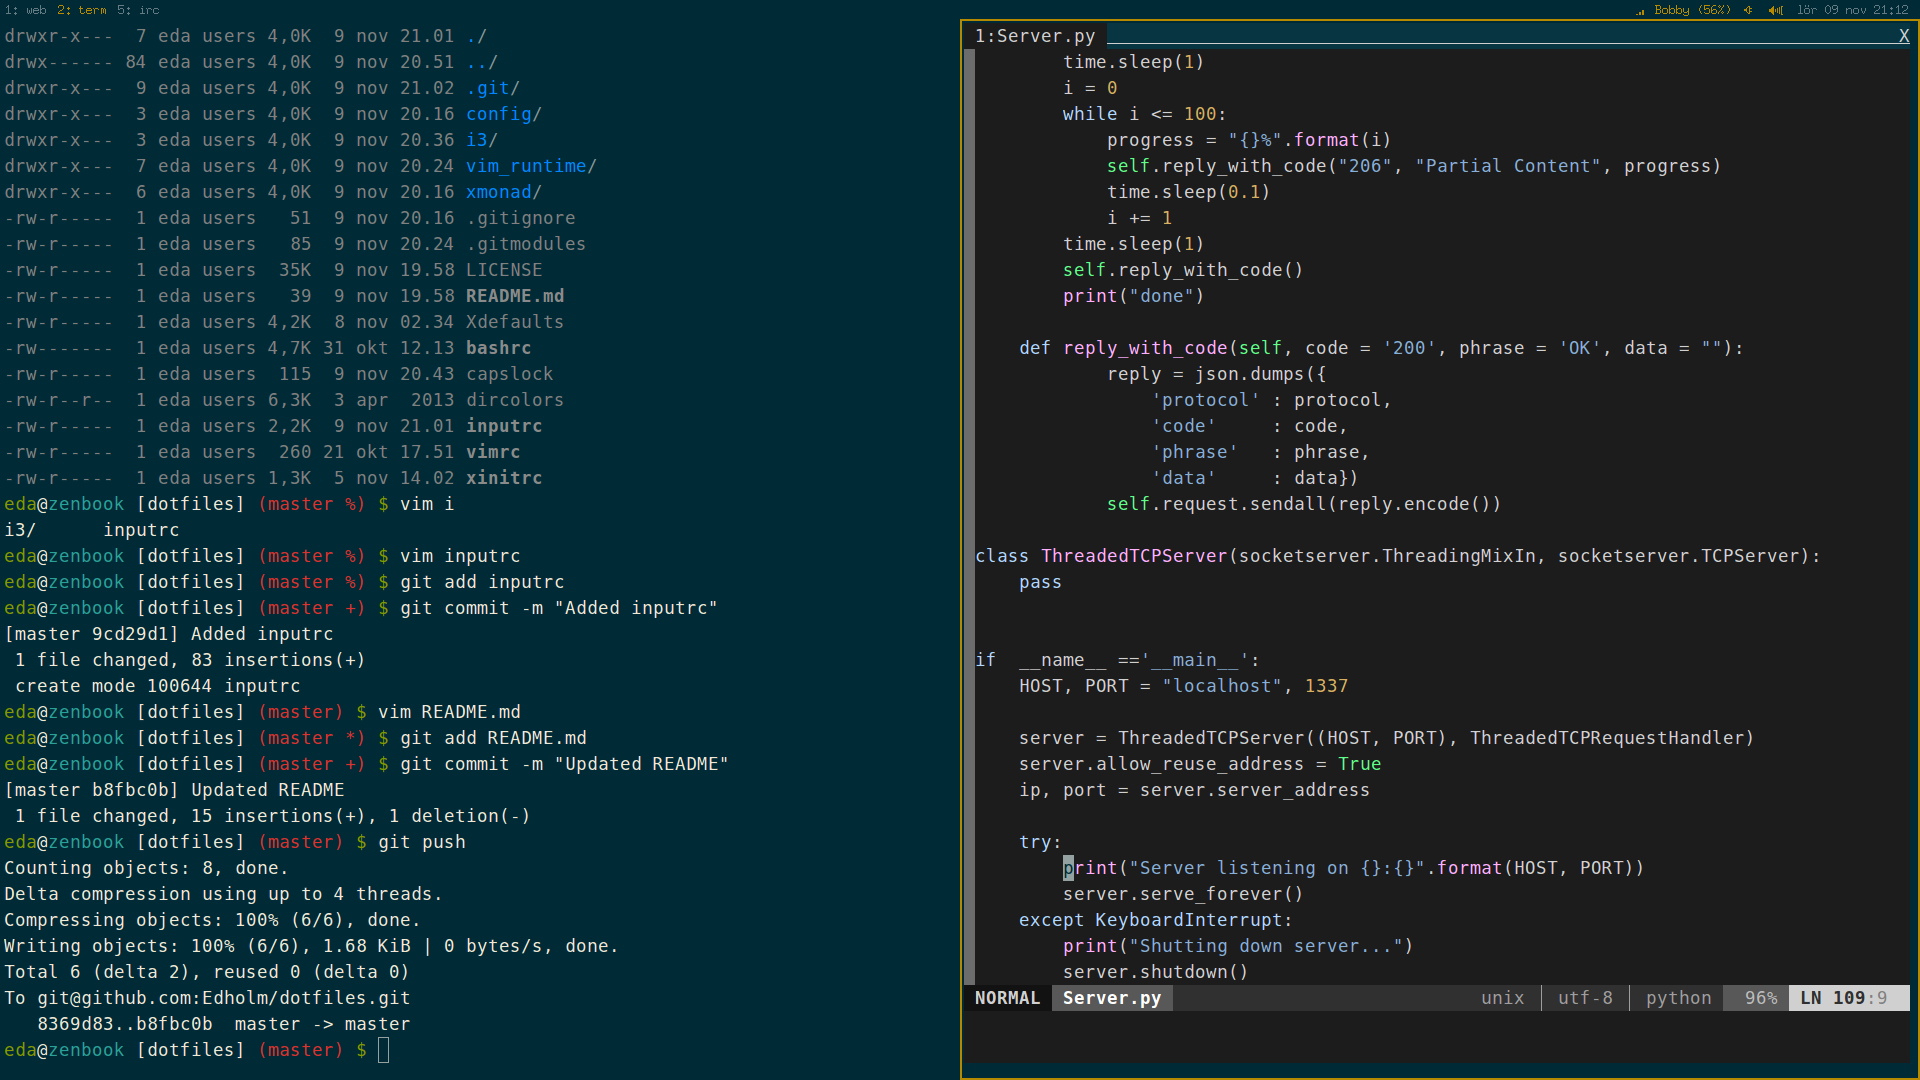 1: web 2: term 5: irc
Bobby (56%) lör 09 nov 21:12
drwxr-x---  7 eda users 4,0K  9 nov 21.01 ./
drwx------ 84 eda users 4,0K  9 nov 20.51 ../
drwxr-x---  9 eda users 4,0K  9 nov 21.02 .git/
drwxr-x---  3 eda users 4,0K  9 nov 20.16 config/
drwxr-x---  3 eda users 4,0K  9 nov 20.36 i3/
drwxr-x---  7 eda users 4,0K  9 nov 20.24 vim_runtime/
drwxr-x---  6 eda users 4,0K  9 nov 20.16 xmonad/
-rw-r-----  1 eda users   51  9 nov 20.16 .gitignore
-rw-r-----  1 eda users   85  9 nov 20.24 .gitmodules
-rw-r-----  1 eda users  35K  9 nov 19.58 LICENSE
-rw-r-----  1 eda users   39  9 nov 19.58 README.md
-rw-r-----  1 eda users 4,2K  8 nov 02.34 Xdefaults
-rw-------  1 eda users 4,7K 31 okt 12.13 bashrc
-rw-r-----  1 eda users  115  9 nov 20.43 capslock
-rw-r--r--  1 eda users 6,3K  3 apr  2013 dircolors
-rw-r-----  1 eda users 2,2K  9 nov 21.01 inputrc
-rw-r-----  1 eda users  260 21 okt 17.51 vimrc
-rw-r-----  1 eda users 1,3K  5 nov 14.02 xinitrc
eda@zenbook [dotfiles] (master %) $ vim i
i3/      inputrc
eda@zenbook [dotfiles] (master %) $ vim inputrc
eda@zenbook [dotfiles] (master %) $ git add inputrc
eda@zenbook [dotfiles] (master +) $ git commit -m "Added inputrc"
[master 9cd29d1] Added inputrc
 1 file changed, 83 insertions(+)
 create mode 100644 inputrc
eda@zenbook [dotfiles] (master) $ vim README.md
eda@zenbook [dotfiles] (master *) $ git add README.md
eda@zenbook [dotfiles] (master +) $ git commit -m "Updated README"
[master b8fbc0b] Updated README
 1 file changed, 15 insertions(+), 1 deletion(-)
eda@zenbook [dotfiles] (master) $ git push
Counting objects: 8, done.
Delta compression using up to 4 threads.
Compressing objects: 100% (6/6), done.
Writing objects: 100% (6/6), 1.68 KiB | 0 bytes/s, done.
Total 6 (delta 2), reused 0 (delta 0)
To git@github.com:Edholm/dotfiles.git
   8369d83..b8fbc0b  master -> master
eda@zenbook [dotfiles] (master) $
1:Server.py X
        time.sleep(1)
        i = 0
        while i <= 100:
            progress = "{}%".format(i)
            self.reply_with_code("206", "Partial Content", progress)
            time.sleep(0.1)
            i += 1
        time.sleep(1)
        self.reply_with_code()
        print("done")
    def reply_with_code(self, code = '200', phrase = 'OK', data = ""):
            reply = json.dumps({
                'protocol' : protocol,
                'code'     : code,
                'phrase'   : phrase,
                'data'     : data})
            self.request.sendall(reply.encode())
class ThreadedTCPServer(socketserver.ThreadingMixIn, socketserver.TCPServer):
    pass
if  __name__ =='__main__':
    HOST, PORT = "localhost", 1337
    server = ThreadedTCPServer((HOST, PORT), ThreadedTCPRequestHandler)
    server.allow_reuse_address = True
    ip, port = server.server_address
    try:
        print("Server listening on {}:{}".format(HOST, PORT))
        server.serve_forever()
    except KeyboardInterrupt:
        print("Shutting down server...")
        server.shutdown()
NORMAL Server.py unix utf-8 python 96% LN 109:9